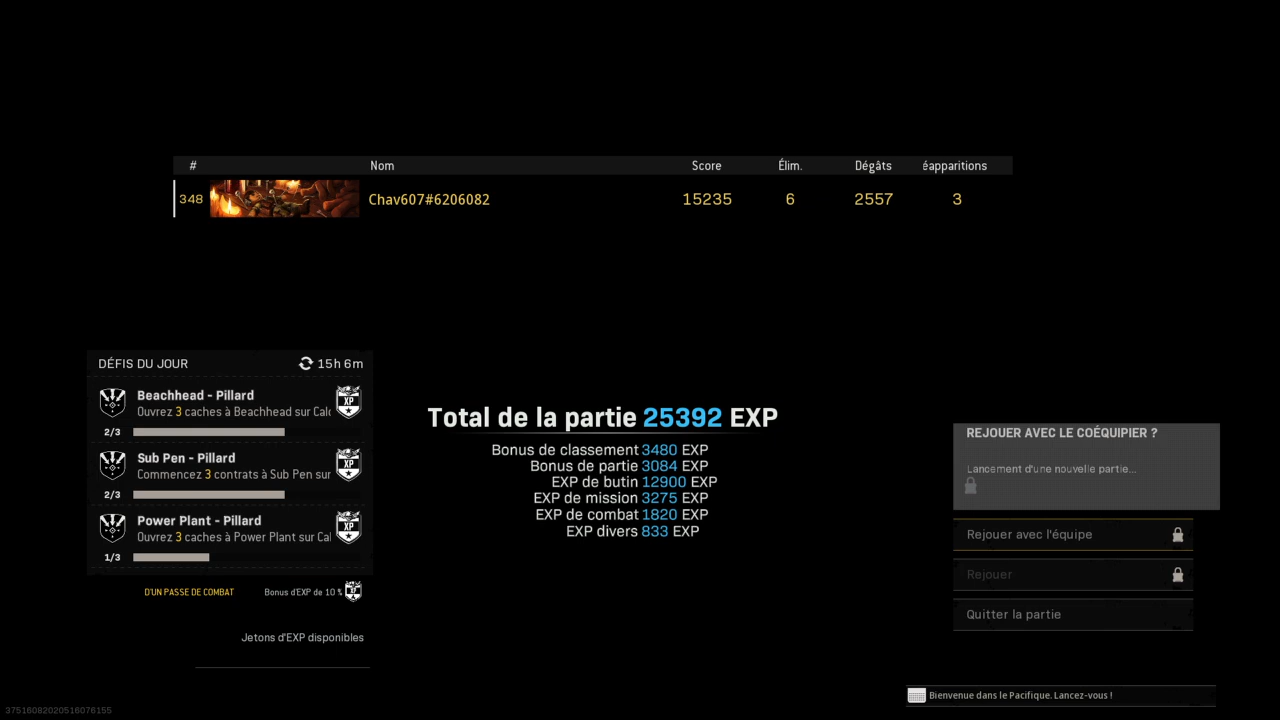 # Nom Score Élim. Dégâts éapparitions
348 Chav607#6206082 15235 6 2557 3
DÉFIS DU JOUR 15h 6m
Beachhead - Pillard
Ouvrez 3 caches à Beachhead sur Cal
XP
2/3
Sub Pen - Pillard
Commencez 3 contrats à Sub Pen sur
XP
2/3
Power Plant - Pillard
Ouvrez 3 caches à Power Plant sur Cal
XP
1/3
D'UN PASSE DE COMBAT Bonus d'EXP de 10 %
Jetons d'EXP disponibles
Total de la partie 25392 EXP
Bonus de classement 3480 EXP
Bonus de partie 3084 EXP
EXP de butin 12900 EXP
EXP de mission 3275 EXP
EXP de combat 1820 EXP
EXP divers 833 EXP
REJOUER AVEC LE COÉQUIPIER ?
Lancement d'une nouvelle partie...
Rejouer avec l'équipe
Rejouer
Quitter la partie
Bienvenue dans le Pacifique. Lancez-vous !
37516082020516076155